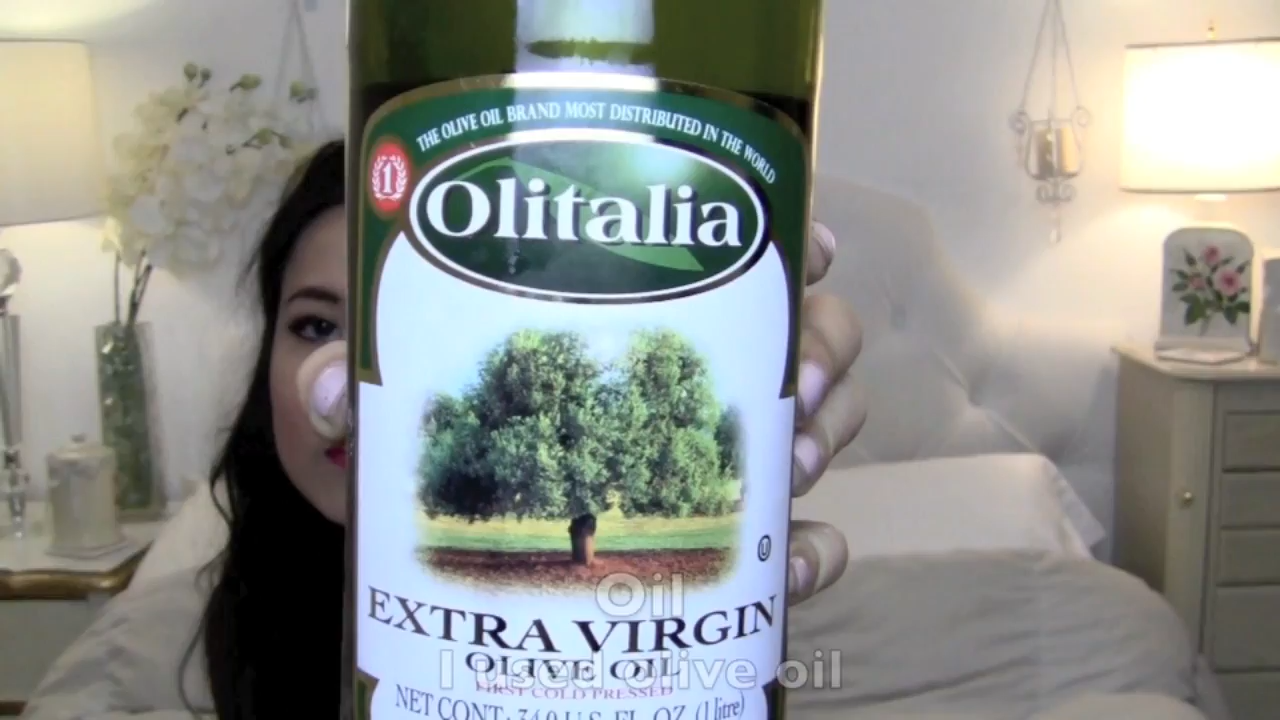 THE OLIVE OIL BRAND MOST DISTRIBUTED IN THE WORLD
1
Olitalia
U
Oil
EXTRA VIRGIN
OLIVE OIL
I used olive oil
FIRST COLD PRESSED
NET CONT: 34.0 U.S. FL. OZ. (1 litre)